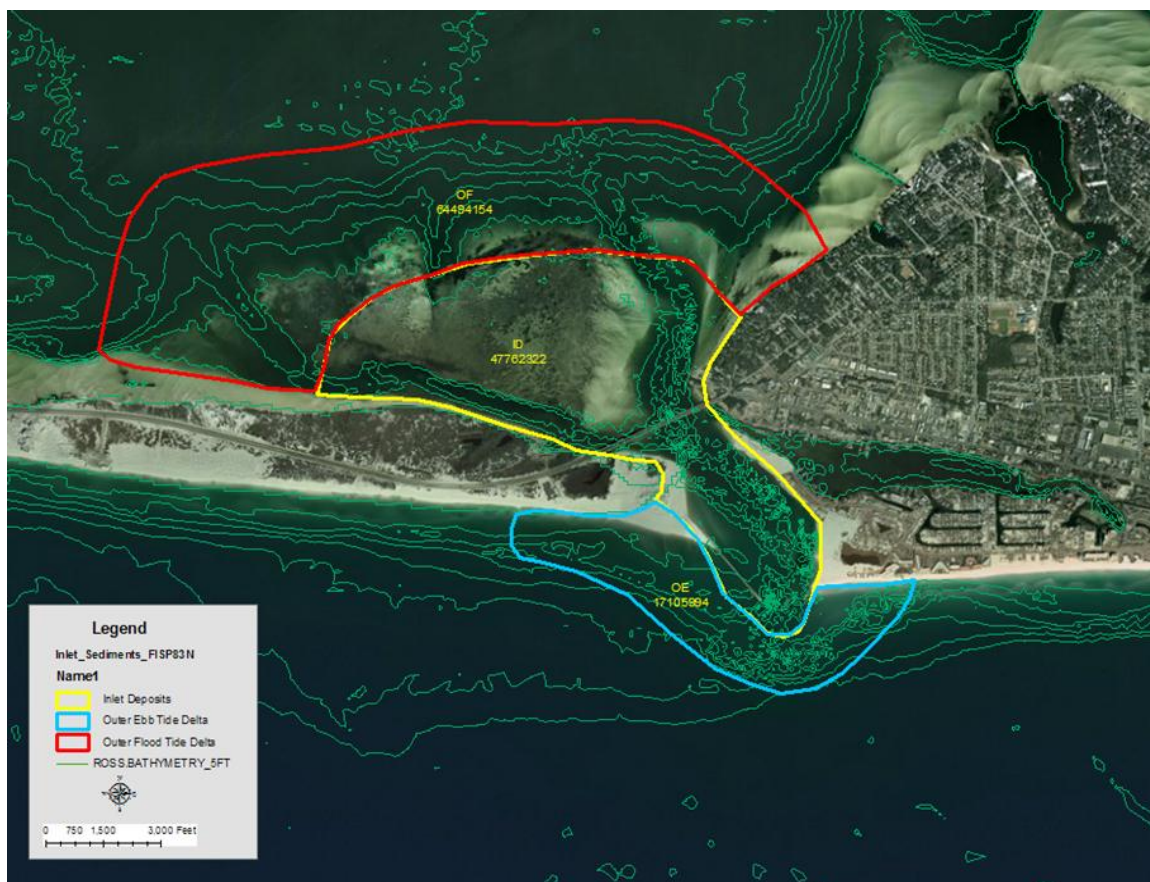 OF
64494154
ID
47762322
OE
17105994
Legend
Inlet_Sediments_FISP83N
Name1
Inlet Deposits
Outer Ebb Tide Delta
Outer Flood Tide Delta
ROSS.BATHYMETRY_5FT
0 750 1,500 3,000 Feet